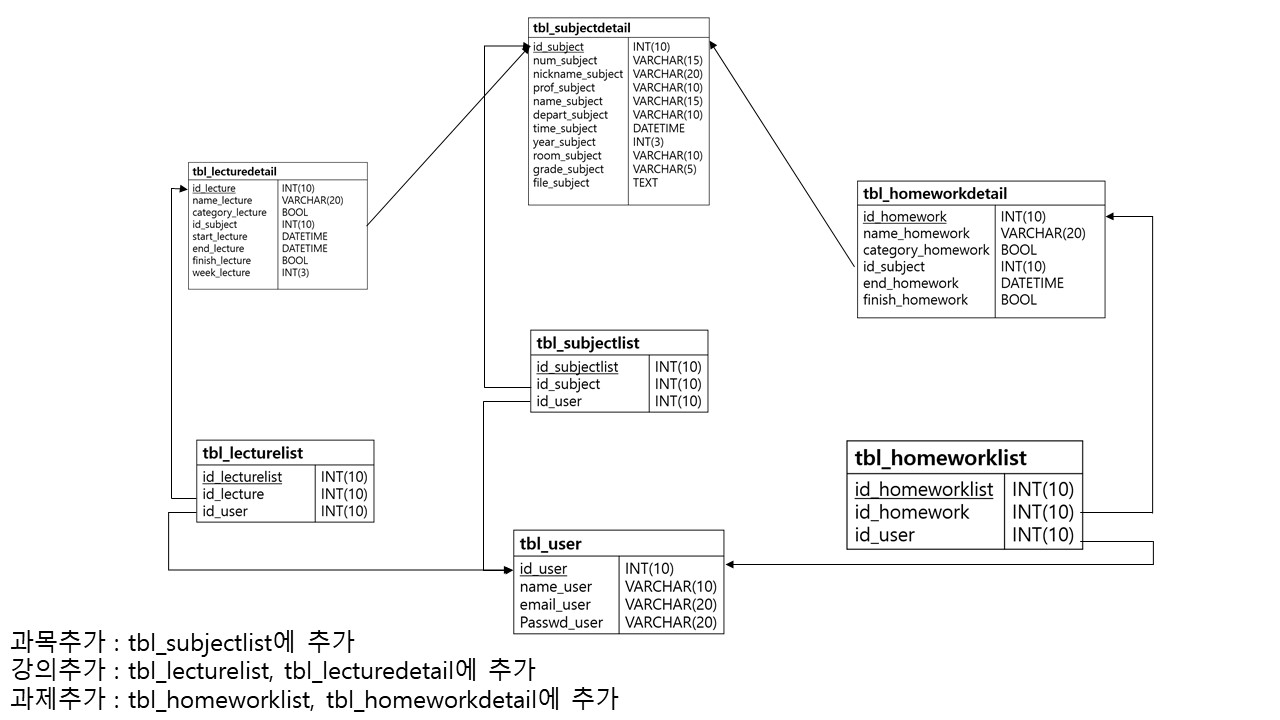 tbl_subjectdetail
id_subject INT(10)
num_subject VARCHAR(15)
nickname_subject VARCHAR(20)
prof_subject VARCHAR(10)
name_subject VARCHAR(15)
depart_subject VARCHAR(10)
time_subject DATETIME
year_subject INT(3)
room_subject VARCHAR(10)
grade_subject VARCHAR(5)
file_subject TEXT
tbl_lecturedetail
id_lecture INT(10)
name_lecture VARCHAR(20)
category_lecture BOOL
id_subject INT(10)
start_lecture DATETIME
end_lecture DATETIME
finish_lecture BOOL
week_lecture INT(3)
tbl_homeworkdetail
id_homework INT(10)
name_homework VARCHAR(20)
category_homework BOOL
id_subject INT(10)
end_homework DATETIME
finish_homework BOOL
tbl_subjectlist
id_subjectlist INT(10)
id_subject INT(10)
id_user INT(10)
tbl_lecturelist
id_lecturelist INT(10)
id_lecture INT(10)
id_user INT(10)
tbl_homeworklist
id_homeworklist INT(10)
id_homework INT(10)
id_user INT(10)
tbl_user
id_user INT(10)
name_user VARCHAR(10)
email_user VARCHAR(20)
Passwd_user VARCHAR(20)
과목추가 : tbl_subjectlist에 추가
강의추가 : tbl_lecturelist, tbl_lecturedetail에 추가
과제추가 : tbl_homeworklist, tbl_homeworkdetail에 추가